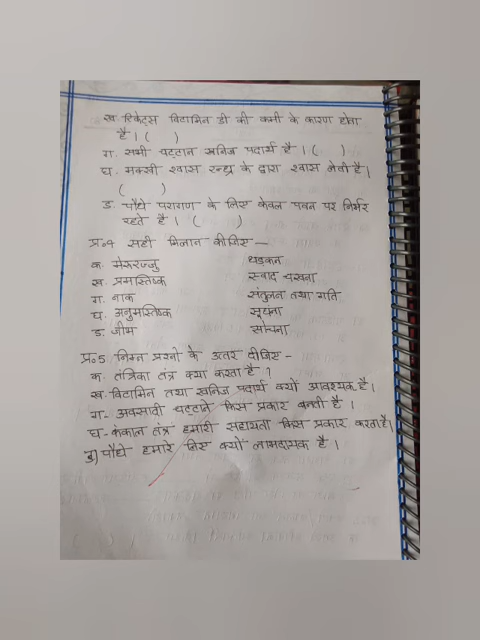 ख. रिकेट्स विटामिन डी की कमी के कारण होता
है। (    )
ग. सभी चट्टान खनिज पदार्थ है। (    )
घ. मक्खी श्वास रन्ध्र के द्वारा श्वास लेती है।
(    )
ड. पौधे परागण के लिए केवल पवन पर निर्भर
रहते है। (    )
प्र॰4 सही मिलान कीजिए —
क. मेरूरज्जु    धड़कन
ख. प्रमस्तिष्क    स्वाद चखना
ग. नाक    संतुलन तथा गति
घ. अनुमस्तिष्क    सूंघना
ड. जीभ    सोचना
प्र॰5 निम्न प्रश्नो के उत्तर दीजिए -
क. तंत्रिका तंत्र क्या करता है ?
ख. विटामिन तथा खनिज पदार्थ क्यों आवश्यक है।
ग- अवसादी चट्टाने किस प्रकार बनती है ।
घ- कंकाल तंत्र हमारी सहायता किस प्रकार करता है।
ड) पौधे हमारे लिए क्यों लाभदायक है ।